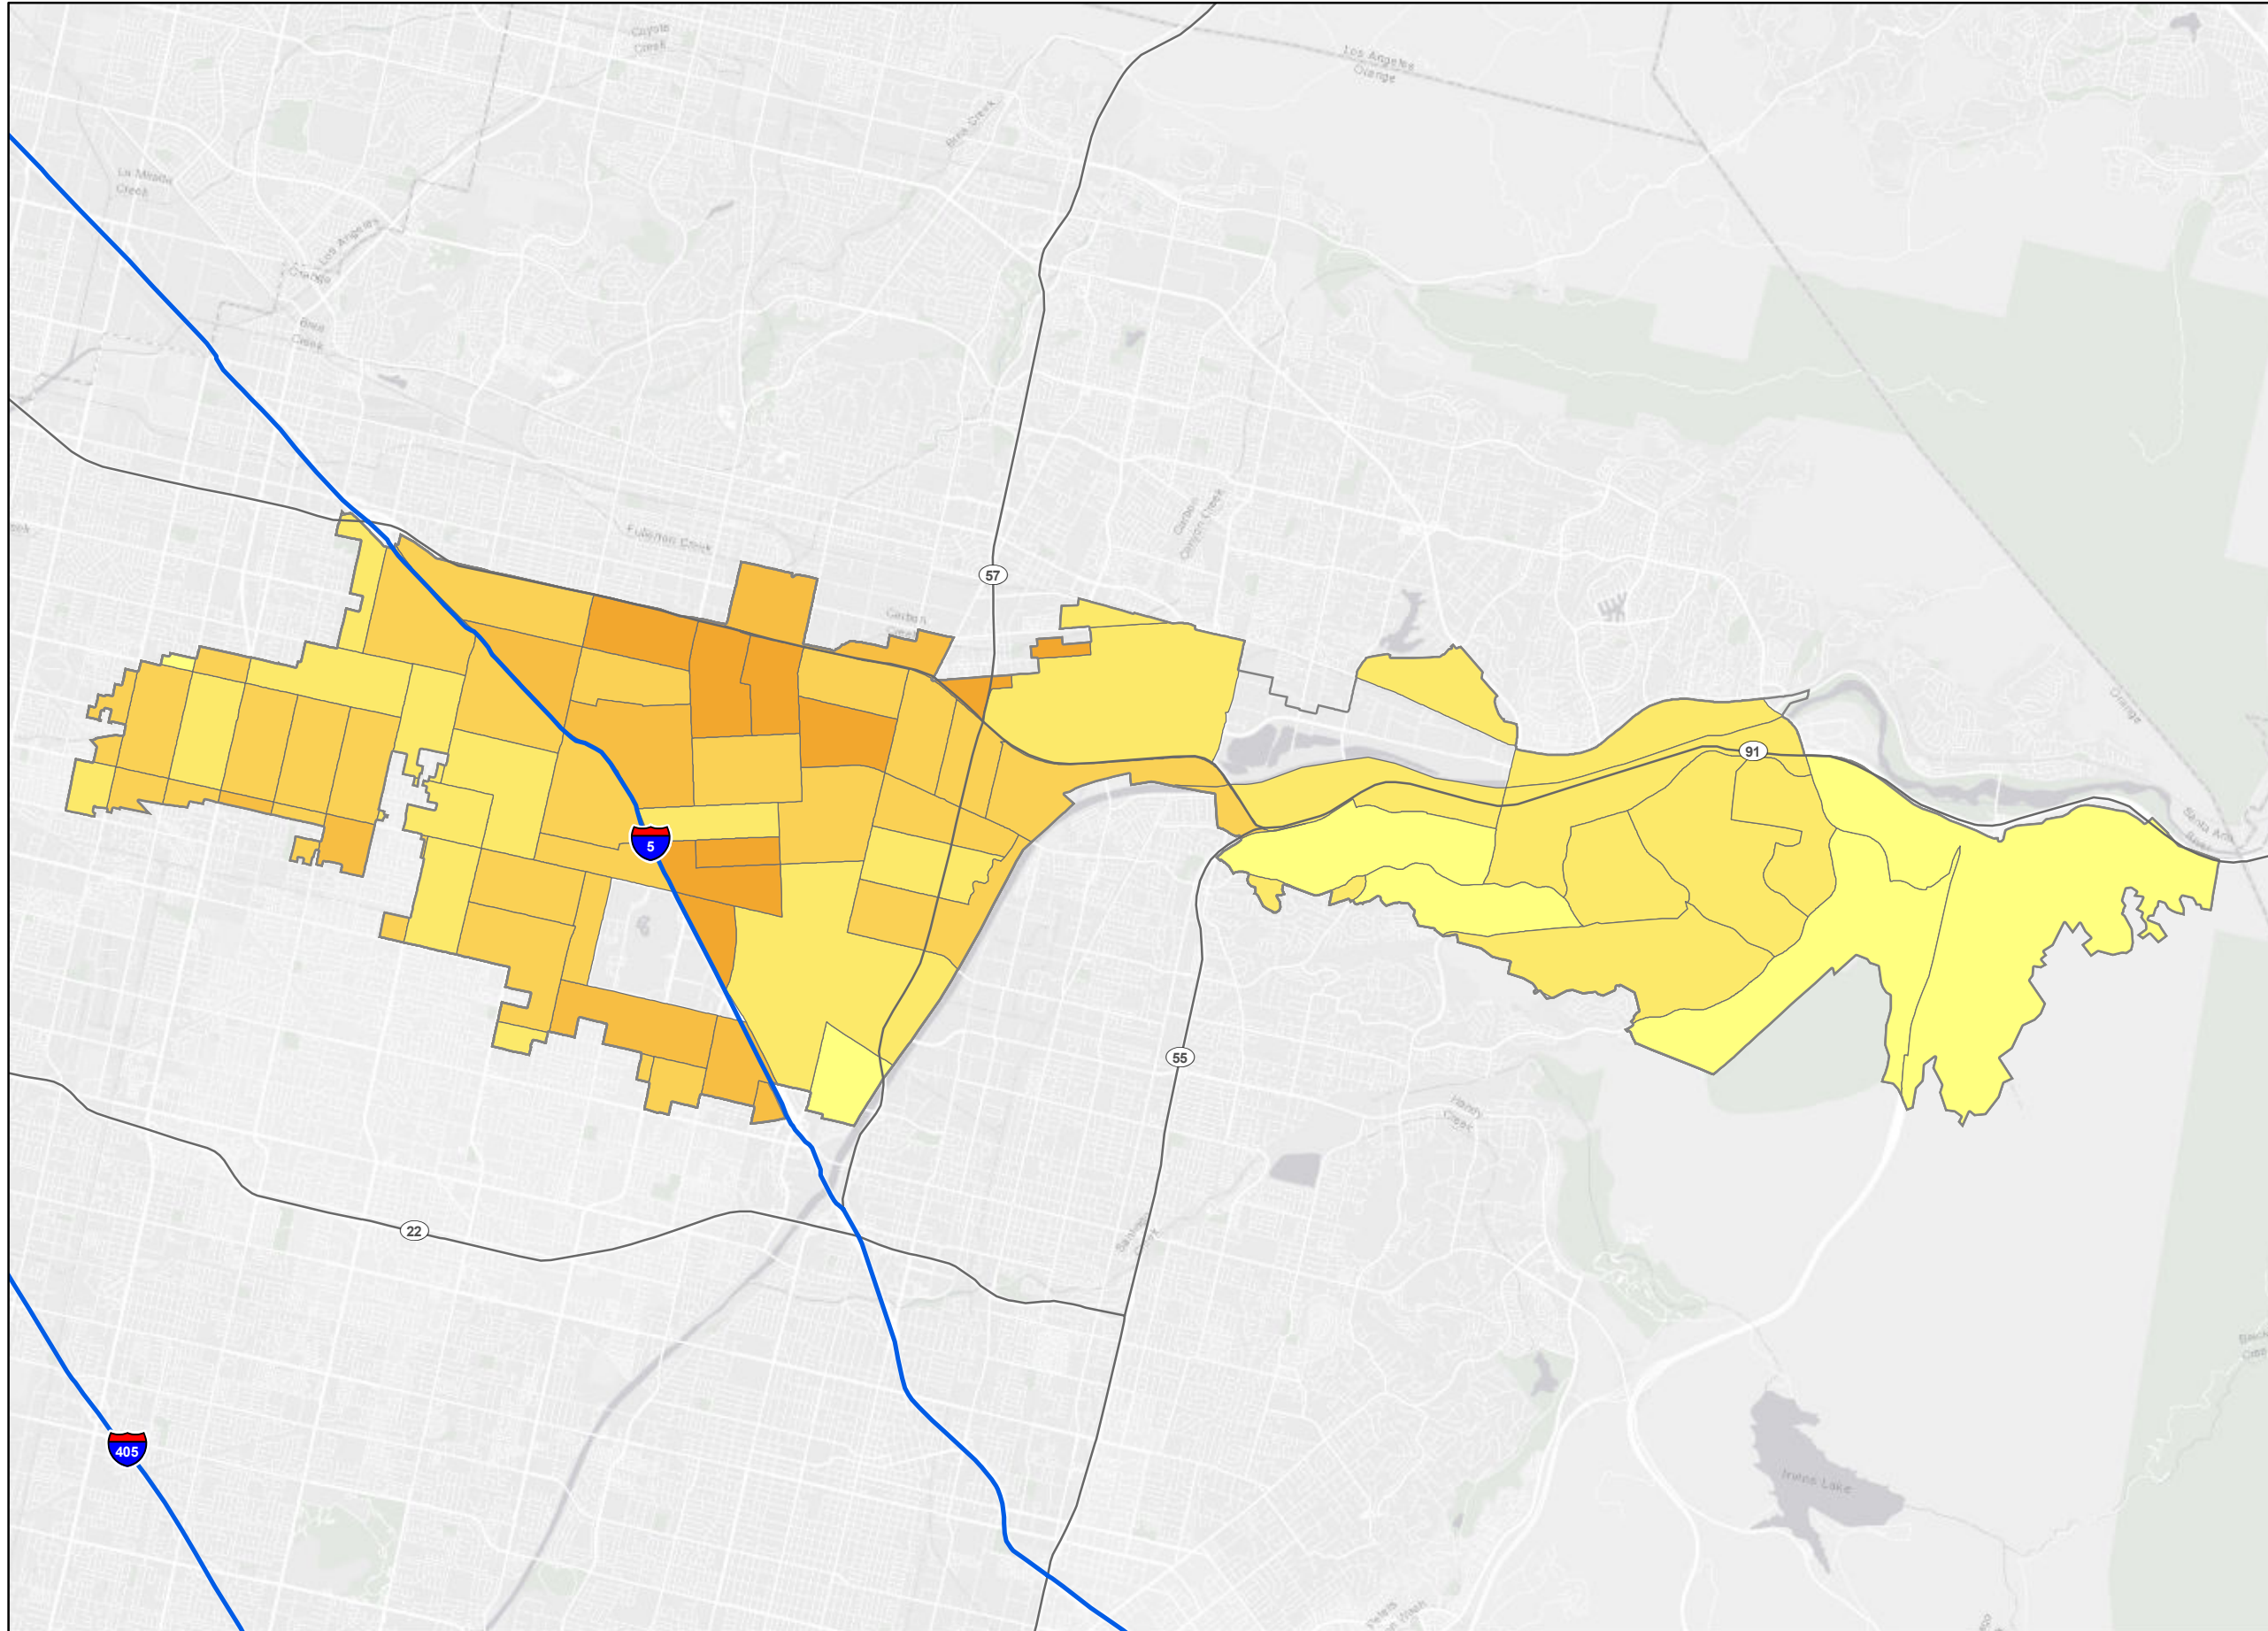 Coyote
Creek
Los Angeles
Orange
Brea Creek
La Mirada
Creek
Los Angeles
Orange
Brea
Creek
Carbon
Canyon Creek
Fullerton Creek
57
Carbon
Creek
Orange
91
Santa Ana
River
5
55
Handy
Creek
Santiago
Creek
22
405
Irvine Lake